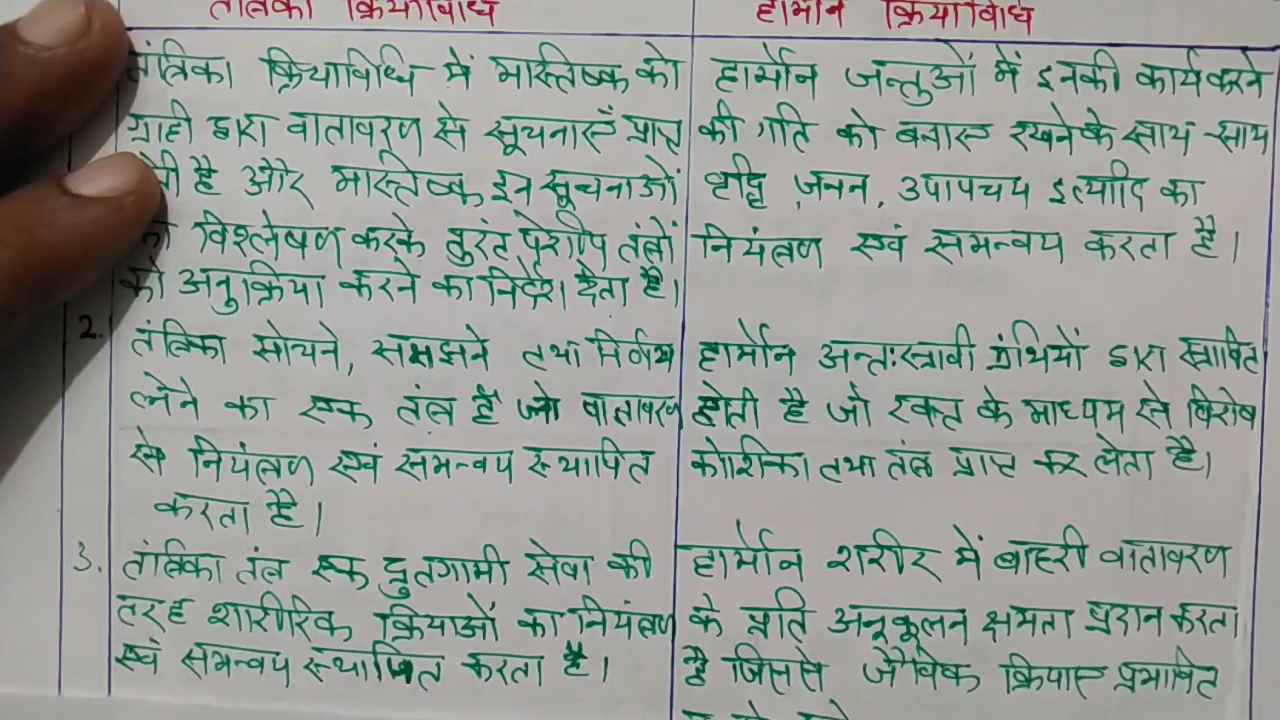 तंत्रिका क्रियाविधि
हार्मोन क्रियाविधि
तंत्रिका क्रियाविधि में मास्तिष्क को
ग्राही द्वारा वातावरण से सूचनाएँ प्राप्त
है और मास्तिष्क इन सूचनाओं
विश्लेषण करके तुरंत पेशीय तंत्रों
को अनुक्रिया करने का निर्देश देता है।
हार्मोन जन्तुओं में इनकी कार्य करने
की गति को बनाए रखने के साथ-साथ
वृद्धि, जनन, उपापचय इत्यादि का
नियंत्रण एवं समन्वय करता है।
2.
तंत्रिका सोचने, समझने तथा निर्णय
लेने का एक तंत्र हैं जो वातावरण
से नियंत्रण एवं समन्वय स्थापित
करता है।
हार्मोन अन्तःस्त्रावी ग्रंथियों द्वारा स्त्रावित
होती है जो रक्त के माध्यम से विशेष
कोशिका तथा तंत्र प्राप्त कर लेता है।
3.
तंत्रिका तंत्र एक द्रुतगामी सेवा की
तरह शारीरिक क्रियाओं का नियंत्रण
एवं समन्वय स्थापित करता है।
हार्मोन शरीर में बाहरी वातावरण
के प्रति अनुकूलन क्षमता प्रदान करता
है जिससे जैविक क्रियाए प्रभावित